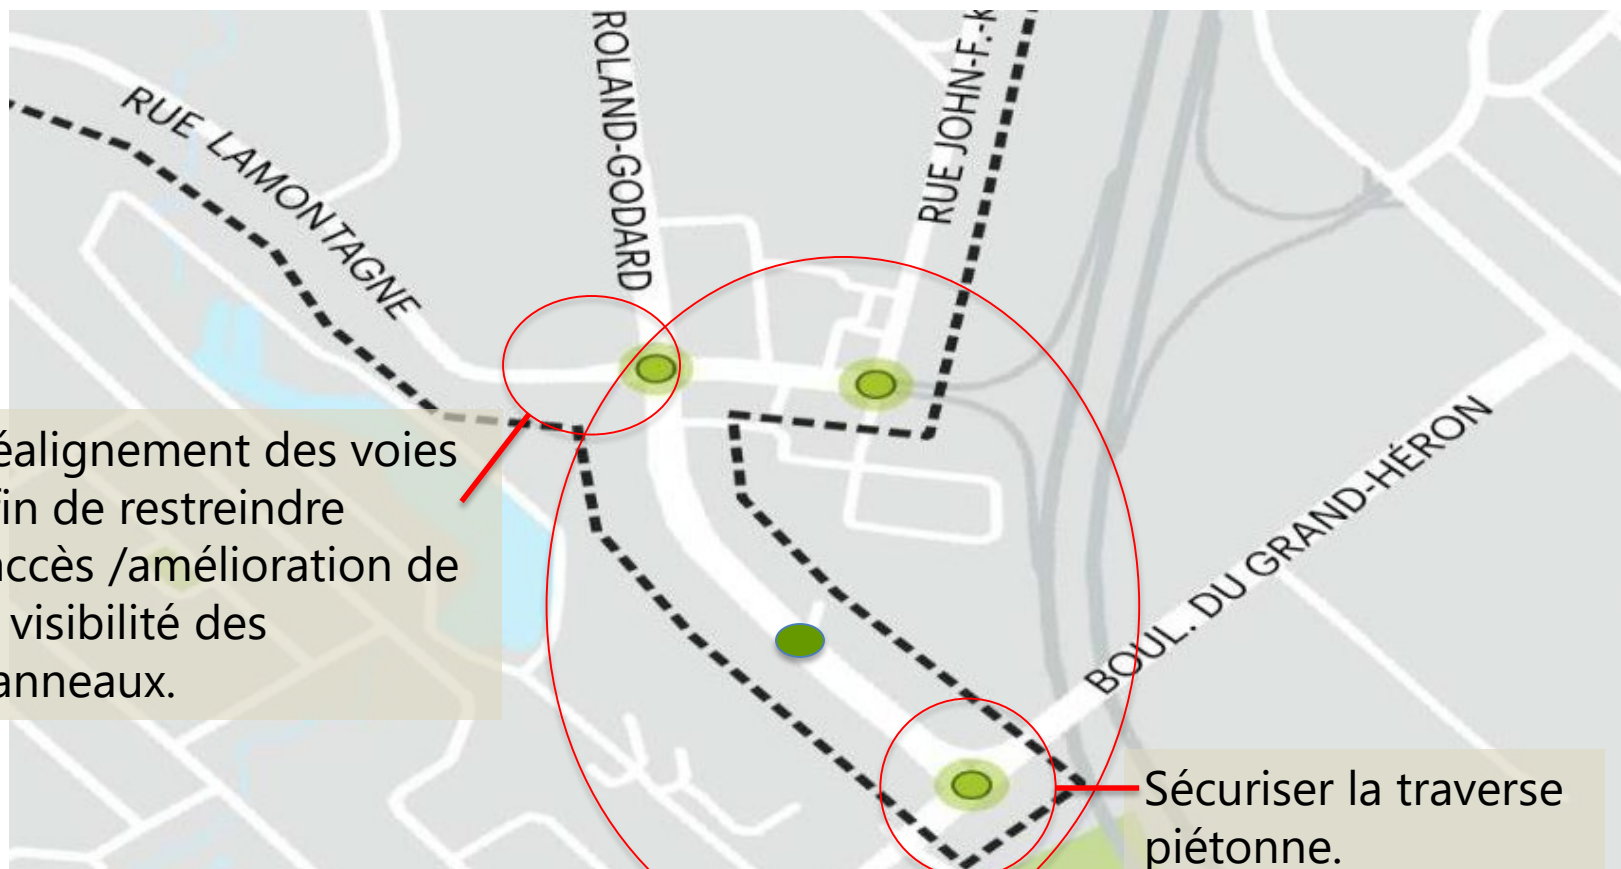 ROLAND-GODARD
RUE JOHN-F.-K
RUE LAMONTAGNE
éalignement des voies
fin de restreindre
accès /amélioration de
visibilité des
anneaux.
BOUL. DU GRAND-HÉRON
Sécuriser la traverse
piétonne.